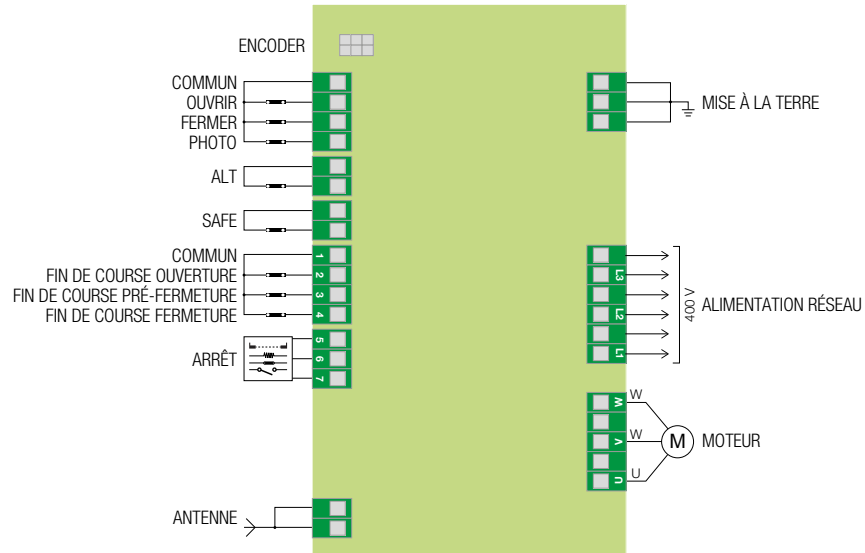 ENCODER
COMMUN
OUVRIR
FERMER
PHOTO
ALT
SAFE
COMMUN
FIN DE COURSE OUVERTURE
FIN DE COURSE PRÉ-FERMETURE
FIN DE COURSE FERMETURE
1
2
3
4
ARRÊT
5
6
7
ANTENNE
MISE À LA TERRE
L3
L2
L1
400 V
ALIMENTATION RÉSEAU
W
V
U
W
W
U
M
MOTEUR